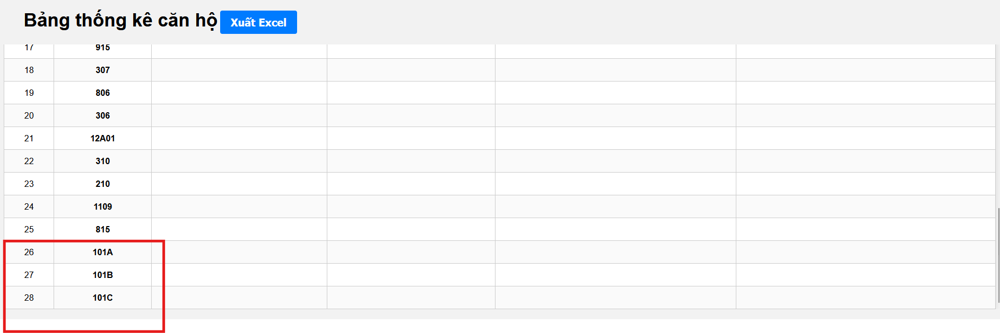 Bảng thống kê căn hộ Xuất Excel
17 915
18 307
19 806
20 306
21 12A01
22 310
23 210
24 1109
25 815
26 101A
27 101B
28 101C